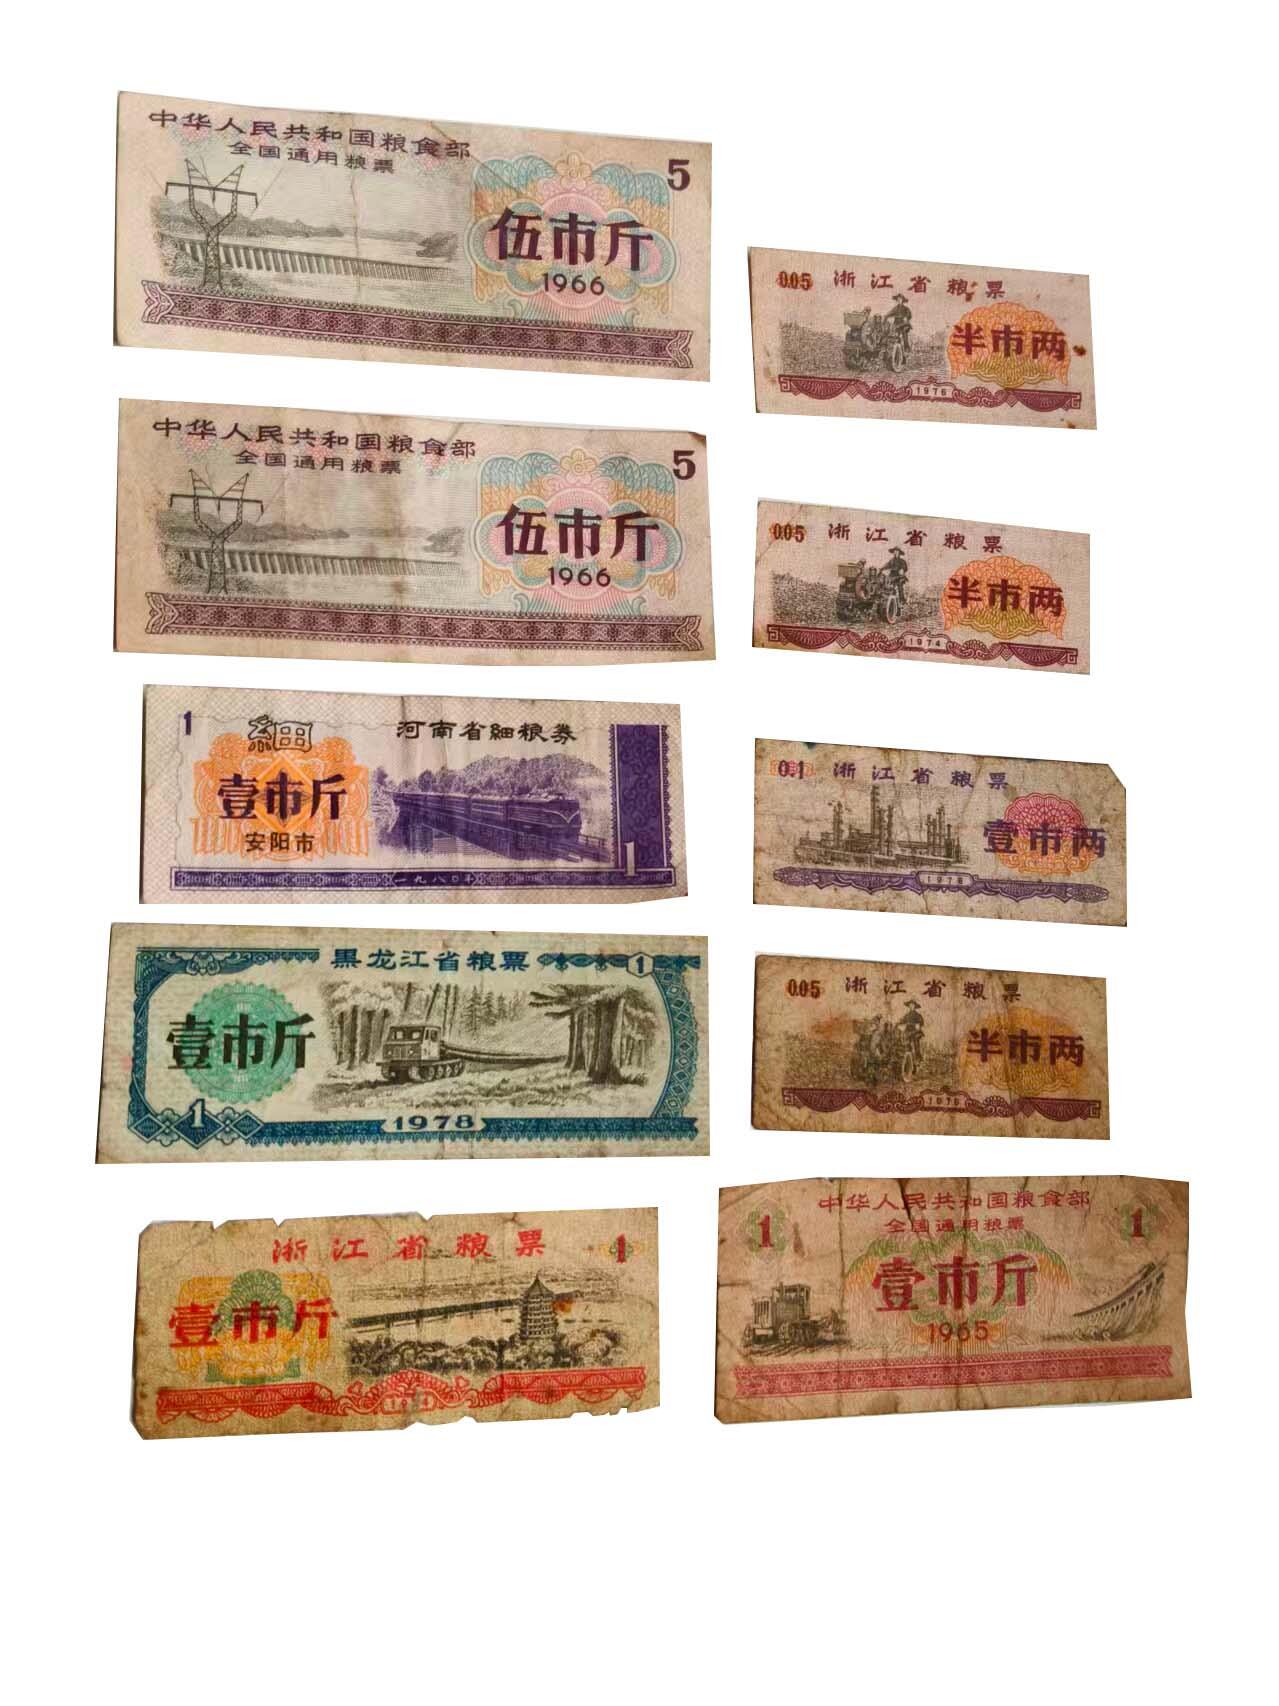 中华人民共和国粮食部
全国通用粮票
5
伍市斤
1966
中华人民共和国粮食部
全国通用粮票
5
伍市斤
1966
1
細 河南省細粮券
壹市斤
安阳市
1
一九八〇年
黑龙江省粮票 1
壹市斤
1
1978
浙江省粮票 1
壹市斤
0.05 浙江省粮票
半市两
1976
0.05 浙江省粮票
半市两
1974
0.1 浙江省粮票
壹市两
1978
0.05 浙江省粮票
半市两
1976
中华人民共和国粮食部
1 全国通用粮票 1
壹市斤
1965